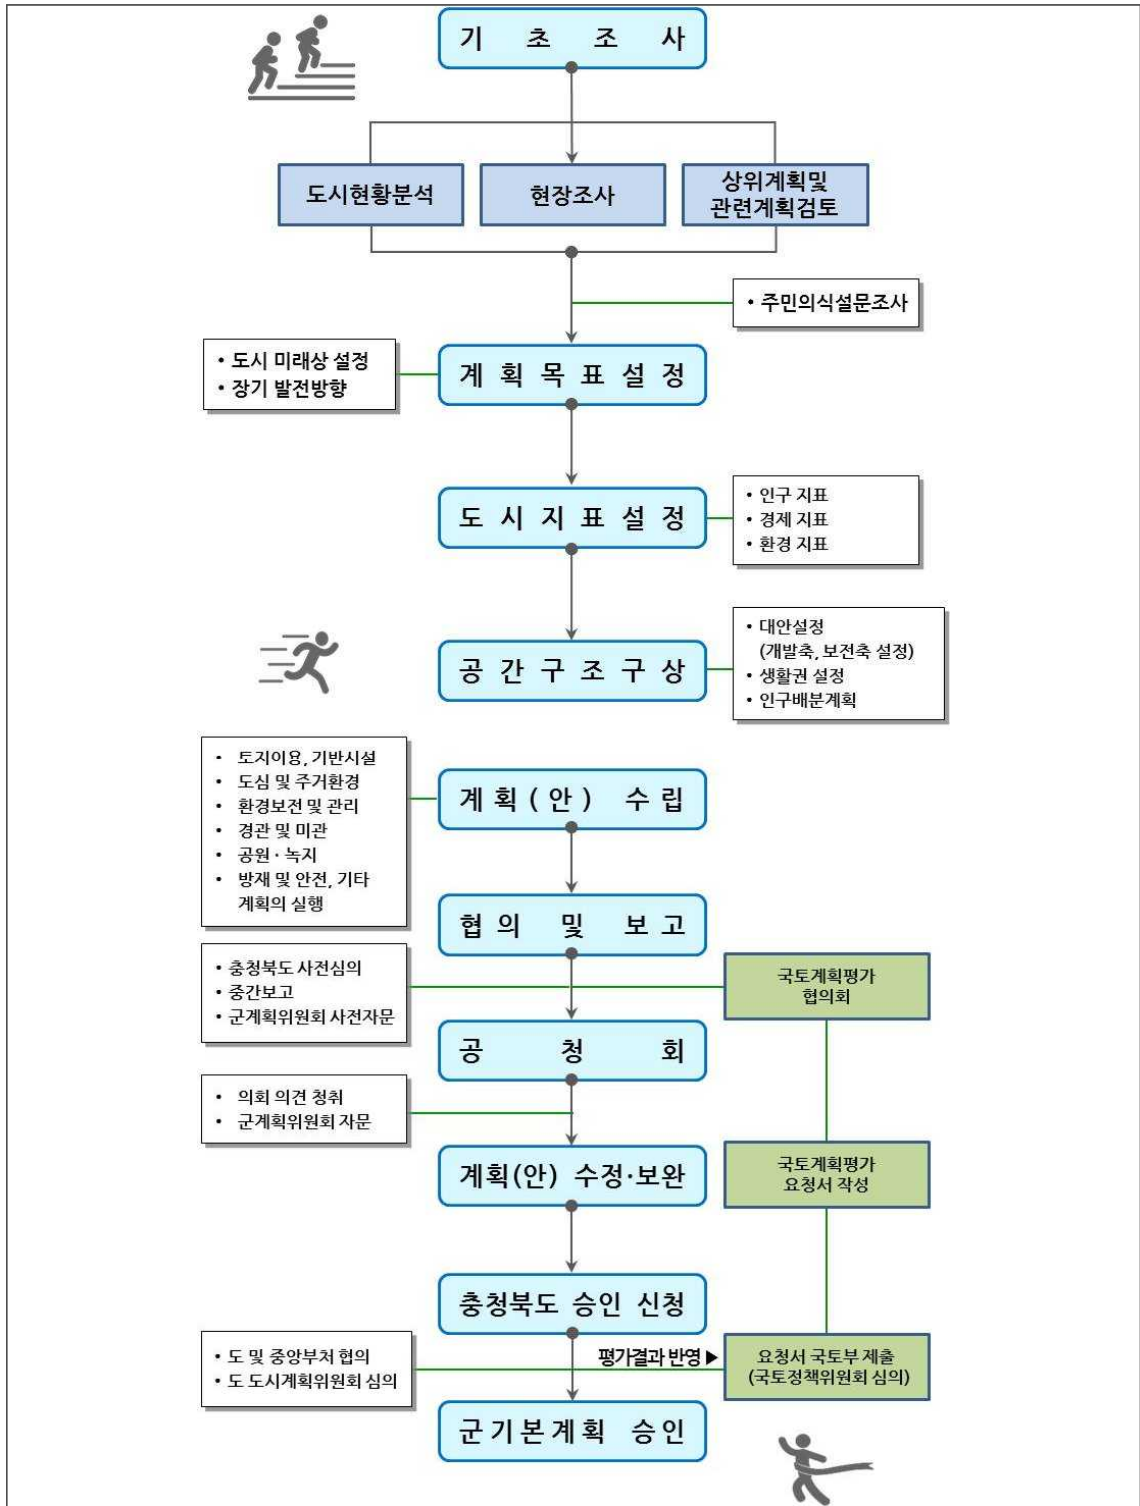 기 초 조 사
도시현황분석
현장조사
상위계획및
관련계획검토
• 주민의식설문조사
• 도시 미래상 설정
• 장기 발전방향
계 획 목 표 설 정
도 시 지 표 설 정
• 인구 지표
• 경제 지표
• 환경 지표
공 간 구 조 구 상
• 대안설정
(개발축, 보전축 설정)
• 생활권 설정
• 인구배분계획
• 토지이용, 기반시설
• 도심 및 주거환경
• 환경보전 및 관리
• 경관 및 미관
• 공원 · 녹지
• 방재 및 안전, 기타
계획의 실행
계 획 ( 안 ) 수 립
협 의 및 보 고
• 충청북도 사전심의
• 중간보고
• 군계획위원회 사전자문
국토계획평가
협의회
공 청 회
• 의회 의견 청취
• 군계획위원회 자문
계획(안) 수정·보완
국토계획평가
요청서 작성
충청북도 승인 신청
• 도 및 중앙부처 협의
• 도 도시계획위원회 심의
평가결과 반영 ▶
요청서 국토부 제출
(국토정책위원회 심의)
군 기 본 계 획 승 인